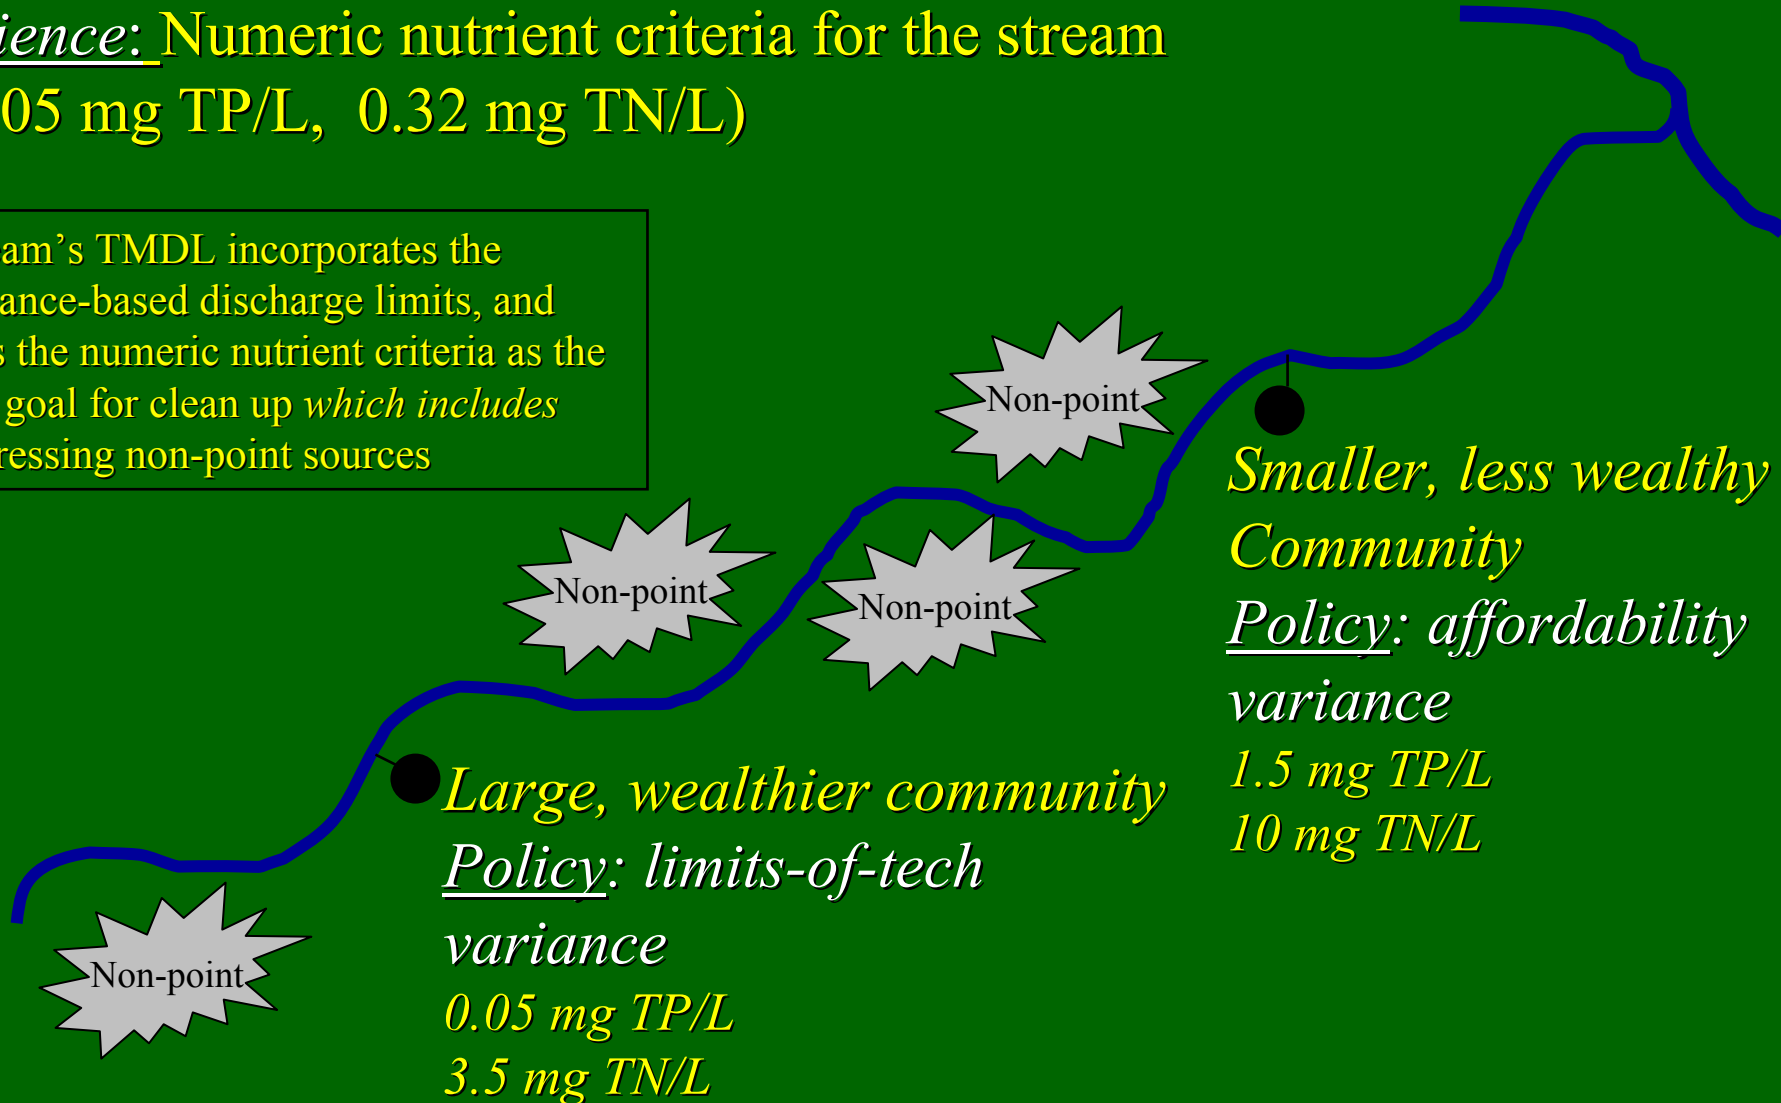 ience: Numeric nutrient criteria for the stream
05 mg TP/L, 0.32 mg TN/L)
am’s TMDL incorporates the
ance-based discharge limits, and
s the numeric nutrient criteria as the
goal for clean up which includes
ressing non-point sources
Non-point
Non-point
Non-point
Smaller, less wealthy
Community
Policy: affordability
variance
1.5 mg TP/L
10 mg TN/L
Large, wealthier community
Policy: limits-of-tech
variance
0.05 mg TP/L
3.5 mg TN/L
Non-point